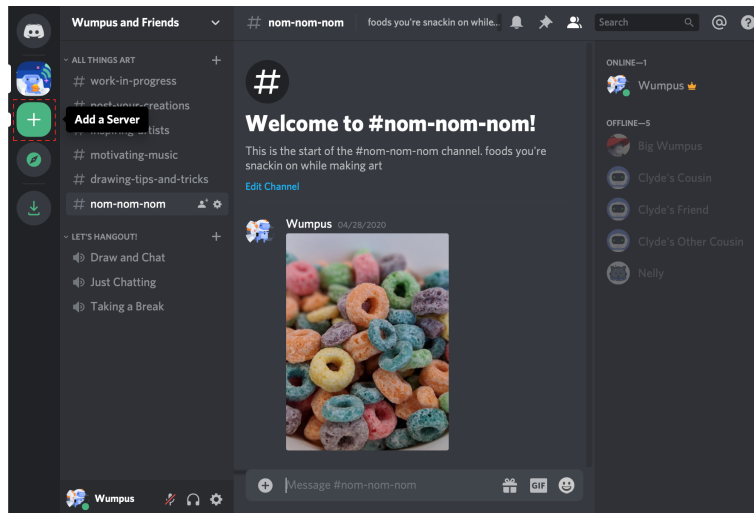 Wumpus and Friends
ALL THINGS ART
# work-in-progress
# post-your-creations
Add a Server
# inspiring-artists
# motivating-music
# drawing-tips-and-tricks
# nom-nom-nom
LET'S HANGOUT!
Draw and Chat
Just Chatting
Taking a Break
Wumpus
# nom-nom-nom
foods you're snackin on while...
Search
#
Welcome to #nom-nom-nom!
This is the start of the #nom-nom-nom channel. foods you're
snackin on while making art
Edit Channel
Wumpus 04/28/2020
Message #nom-nom-nom
GIF
ONLINE—1
Wumpus
OFFLINE—5
Big Wumpus
Clyde's Cousin
Clyde's Friend
Clyde's Other Cousin
Nelly